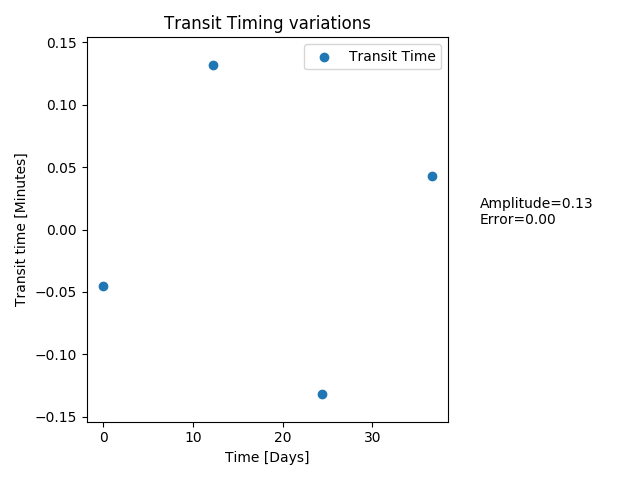 Transit Timing variations
Transit Time
Transit time [Minutes]
0.15
0.10
0.05
0.00
−0.05
−0.10
−0.15
0
10
20
30
Time [Days]
Amplitude=0.13
Error=0.00